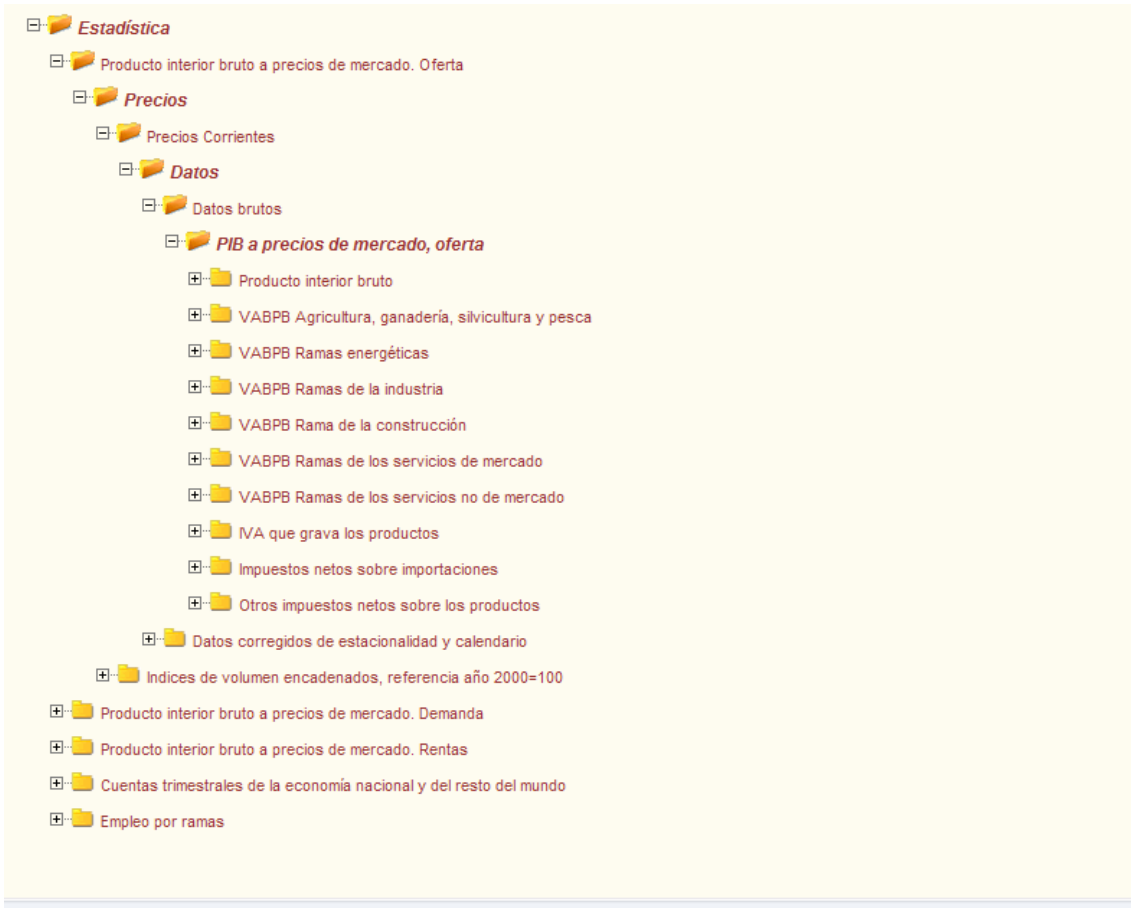 Estadística
Producto interior bruto a precios de mercado. Oferta
Precios
Precios Corrientes
Datos
Datos brutos
PIB a precios de mercado, oferta
Producto interior bruto
VABPB Agricultura, ganadería, silvicultura y pesca
VABPB Ramas energéticas
VABPB Ramas de la industria
VABPB Rama de la construcción
VABPB Ramas de los servicios de mercado
VABPB Ramas de los servicios no de mercado
IVA que grava los productos
Impuestos netos sobre importaciones
Otros impuestos netos sobre los productos
Datos corregidos de estacionalidad y calendario
Indices de volumen encadenados, referencia año 2000=100
Producto interior bruto a precios de mercado. Demanda
Producto interior bruto a precios de mercado. Rentas
Cuentas trimestrales de la economía nacional y del resto del mundo
Empleo por ramas